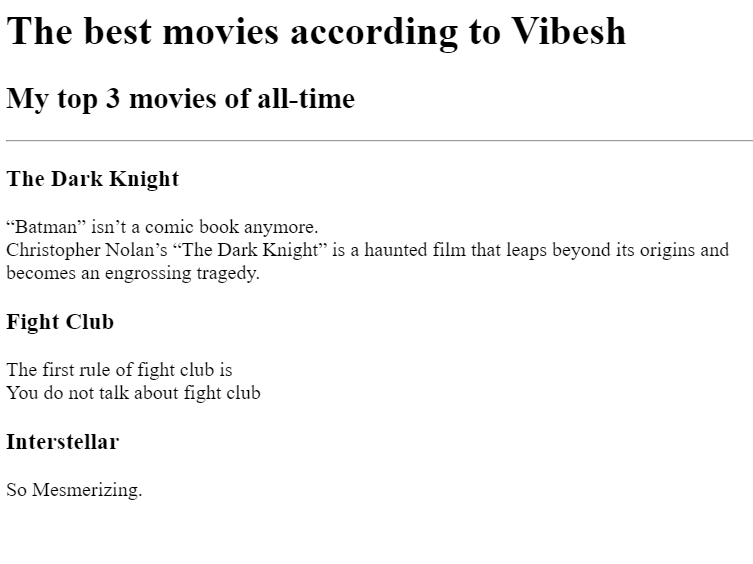 The best movies according to Vibesh
My top 3 movies of all-time
The Dark Knight
“Batman” isn’t a comic book anymore.
Christopher Nolan’s “The Dark Knight” is a haunted film that leaps beyond its origins and
becomes an engrossing tragedy.
Fight Club
The first rule of fight club is
You do not talk about fight club
Interstellar
So Mesmerizing.